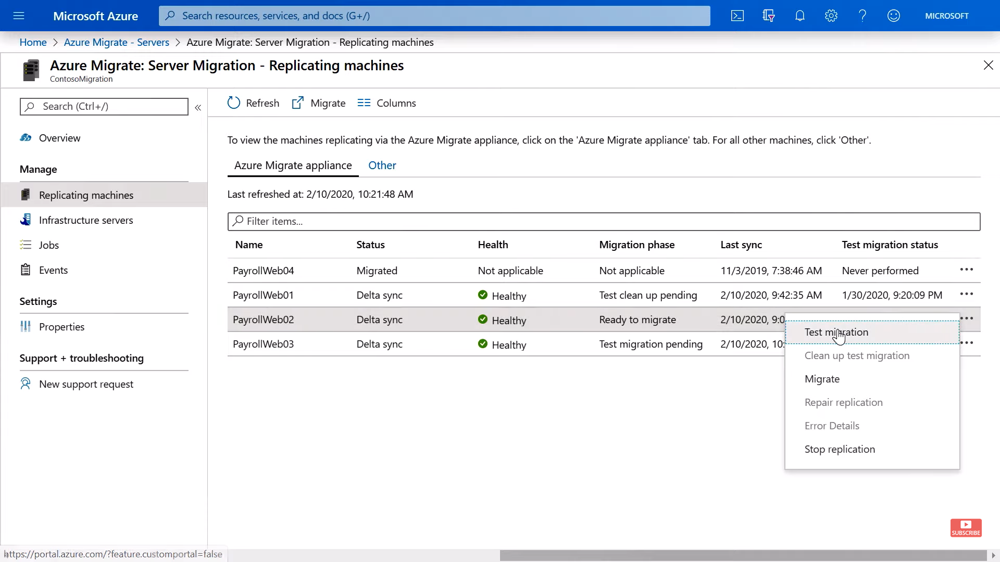 Microsoft Azure
Search resources, services, and docs (G+/)
MICROSOFT
Home > Azure Migrate - Servers > Azure Migrate: Server Migration - Replicating machines
Azure Migrate: Server Migration - Replicating machines
ContosoMigration
Search (Ctrl+/)
«
Refresh
Migrate
Columns
Overview
Manage
Replicating machines
Infrastructure servers
Jobs
Events
Settings
Properties
Support + troubleshooting
New support request
To view the machines replicating via the Azure Migrate appliance, click on the 'Azure Migrate appliance' tab. For all other machines, click 'Other'.
Azure Migrate appliance
Other
Last refreshed at: 2/10/2020, 10:21:48 AM
Filter items...
Name Status Health Migration phase Last sync Test migration status
PayrollWeb04 Migrated Not applicable Not applicable 11/3/2019, 7:38:46 AM Never performed ...
PayrollWeb01 Delta sync Healthy Test clean up pending 2/10/2020, 9:42:35 AM 1/30/2020, 9:20:09 PM ...
PayrollWeb02 Delta sync Healthy Ready to migrate 2/10/2020, 9:0 ...
PayrollWeb03 Delta sync Healthy Test migration pending 2/10/2020, 10: ...
Test migration
Clean up test migration
Migrate
Repair replication
Error Details
Stop replication
SUBSCRIBE
https://portal.azure.com/?feature.customportal=false